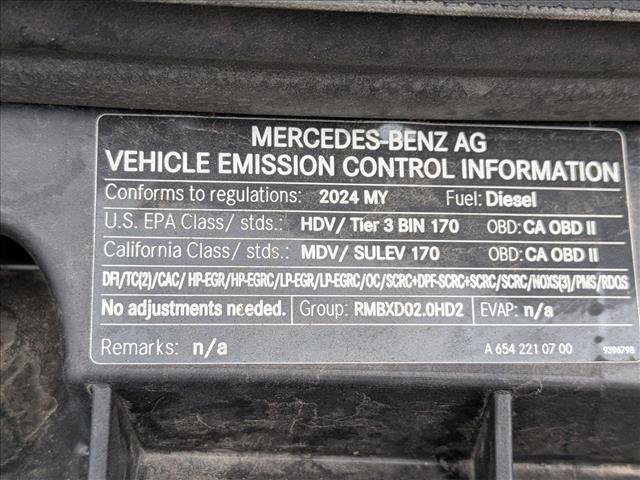 MERCEDES-BENZ AG
VEHICLE EMISSION CONTROL INFORMATION
Conforms to regulations: 2024 MY Fuel: Diesel
U.S. EPA Class/ stds.: HDV/ Tier 3 BIN 170 OBD: CA OBD II
California Class/ stds.: MDV/ SULEV 170 OBD: CA OBD II
DFI/TC(2)/CAC/ HP-EGR/HP-EGRC/LP-EGR/LP-EGRC/OC/SCRC+DPF-SCRC+SCRC/SCRC/NOXS(3)/PMS/RDQS
No adjustments needed. Group: RMBXD02.0HD2 EVAP: n/a
Remarks: n/a A 654 221 07 00 9396798